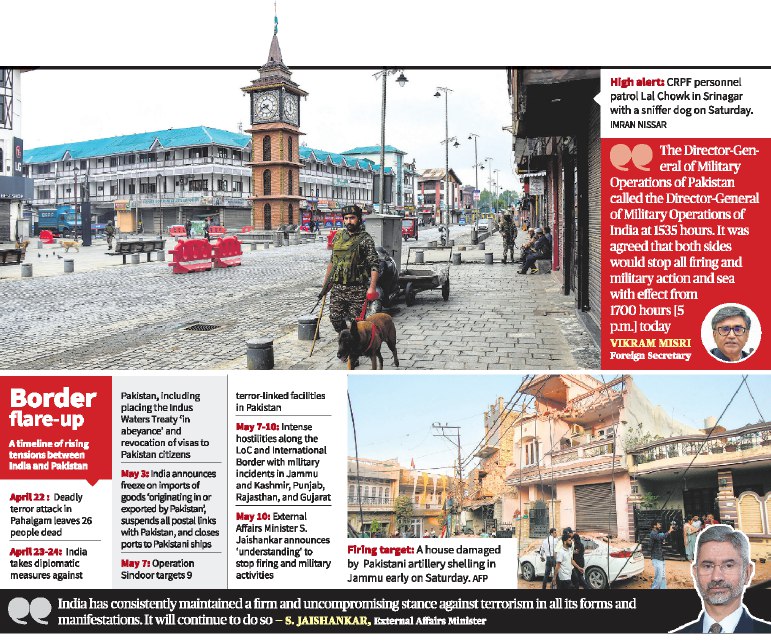 High alert: CRPF personnel
patrol Lal Chowk in Srinagar
with a sniffer dog on Saturday.
IMRAN NISSAR
The Director-Gen-
eral of Military
Operations of Pakistan
called the Director-General
of Military Operations of
India at 1535 hours. It was
agreed that both sides
would stop all firing and
military action and sea
with effect from
1700 hours [5
p.m.] today
VIKRAM MISRI
Foreign Secretary
Border
flare-up
A timeline of rising
tensions between
India and Pakistan
April 22 : Deadly
terror attack in
Pahalgam leaves 26
people dead
April 23-24: India
takes diplomatic
measures against
Pakistan, including
placing the Indus
Waters Treaty ‘in
abeyance’ and
revocation of visas to
Pakistan citizens
May 3: India announces
freeze on imports of
goods ‘originating in or
exported by Pakistan’,
suspends all postal links
with Pakistan, and closes
ports to Pakistani ships
May 7: Operation
Sindoor targets 9
terror-linked facilities
in Pakistan
May 7-10: Intense
hostilities along the
LoC and International
Border with military
incidents in Jammu
and Kashmir, Punjab,
Rajasthan, and Gujarat
May 10: External
Affairs Minister S.
Jaishankar announces
‘understanding’ to
stop firing and military
activities
Firing target: A house damaged
by Pakistani artillery shelling in
Jammu early on Saturday. AFP
India has consistently maintained a firm and uncompromising stance against terrorism in all its forms and
manifestations. It will continue to do so – S. JAISHANKAR, External Affairs Minister